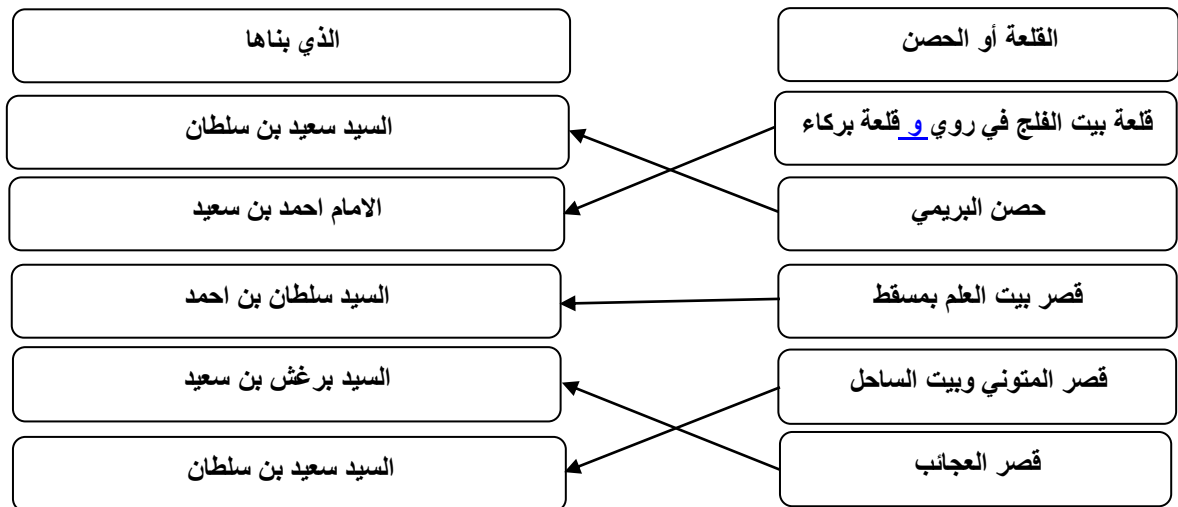 القلعة أو الحصن
الذي بناها
قلعة بيت الفلج في روي و قلعة بركاء
السيد سعيد بن سلطان
حصن البريمي
الامام احمد بن سعيد
قصر بيت العلم بمسقط
السيد سلطان بن احمد
قصر المتوني وبيت الساحل
السيد برغش بن سعيد
قصر العجائب
السيد سعيد بن سلطان